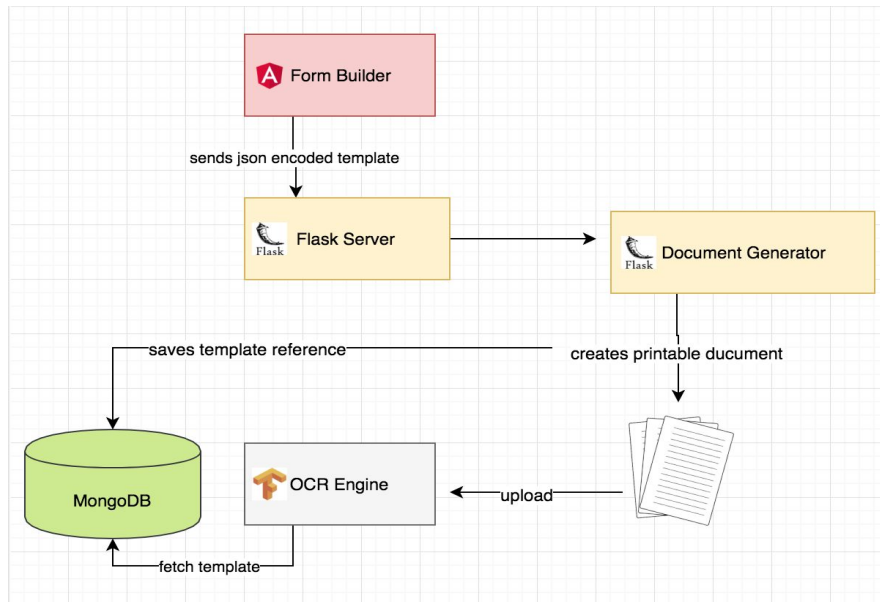 Form Builder
sends json encoded template
Flask Server
Flask
Document Generator
Flask
saves template reference
creates printable ducument
MongoDB
OCR Engine
upload
fetch template